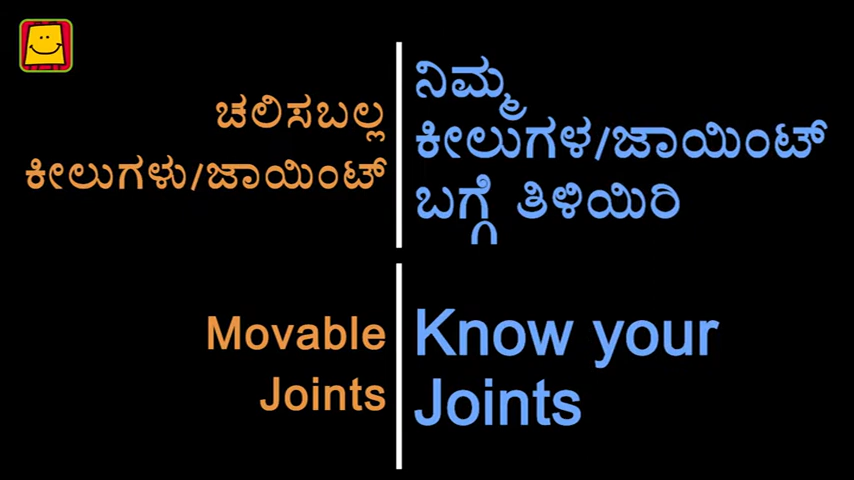 ಚಲಿಸಬಲ್ಲ
ಕೀಲುಗಳು/ಜಾಯಿಂಟ್
ನಿಮ್ಮ
ಕೀಲುಗಳ/ಜಾಯಿಂಟ್
ಬಗ್ಗೆ ತಿಳಿಯಿರಿ
Movable
Joints
Know your
Joints